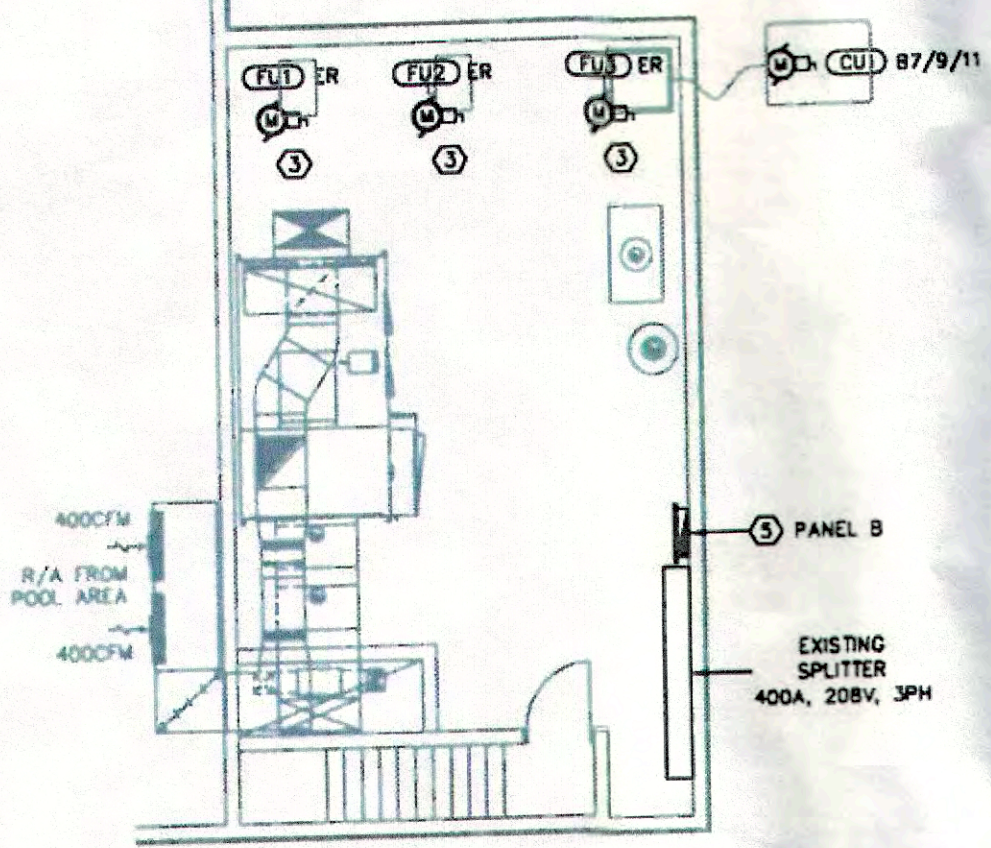 FU1 ER
FU2 ER
FU3 ER
CU1 B7/9/11
M
M
M
M
3
3
3
400CFM
R/A FROM
POOL AREA
400CFM
5 PANEL B
EXISTING
SPLITTER
400A, 208V, 3PH